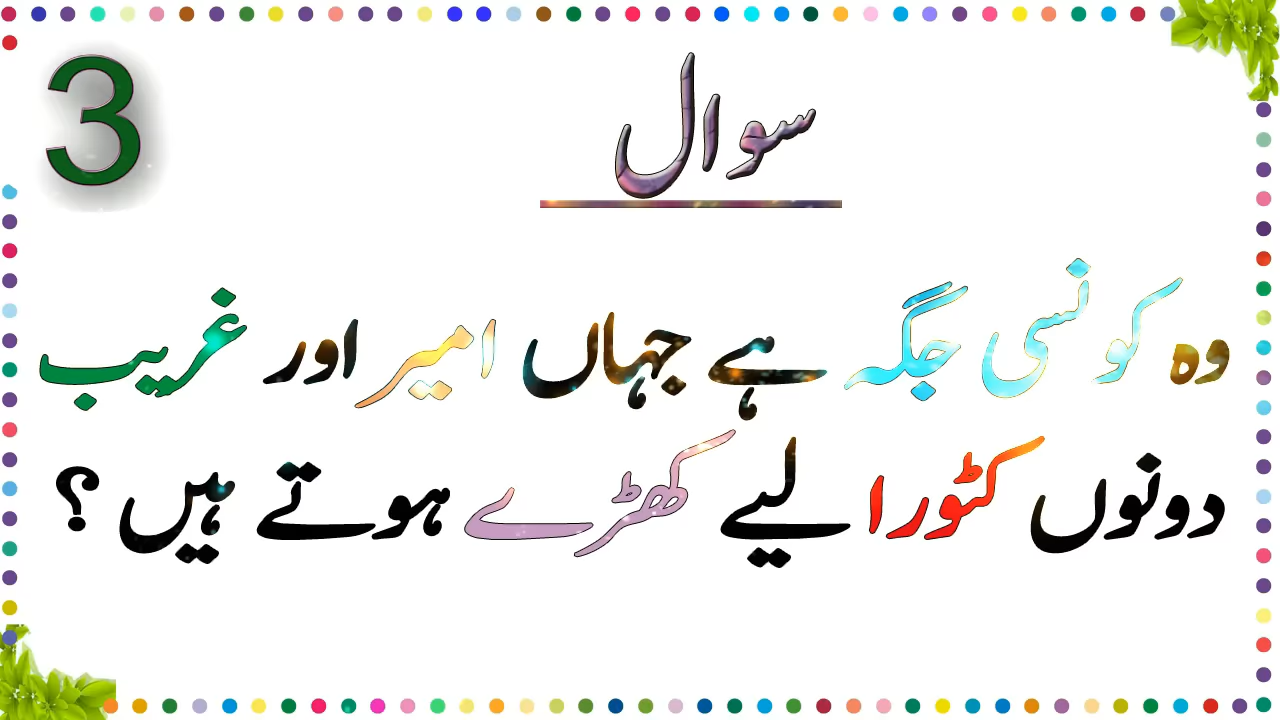 3
سوال
وہ کونسی جگہ ہے جہاں امیر اور غریب
دونوں کٹورا لیے کھڑے ہوتے ہیں ؟